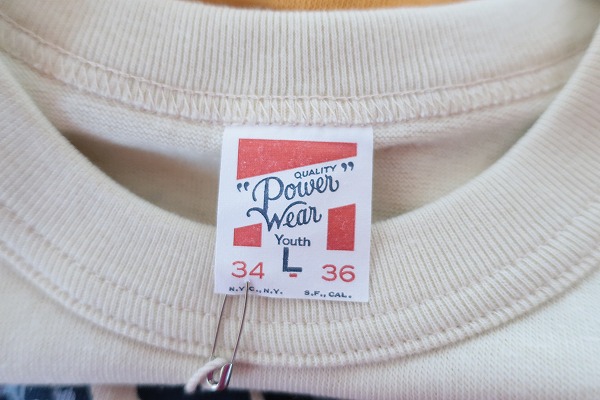 QUALITY
"Power"
Wear
Youth
34 L - 36
N.Y.C., N.Y. S.F., CAL.